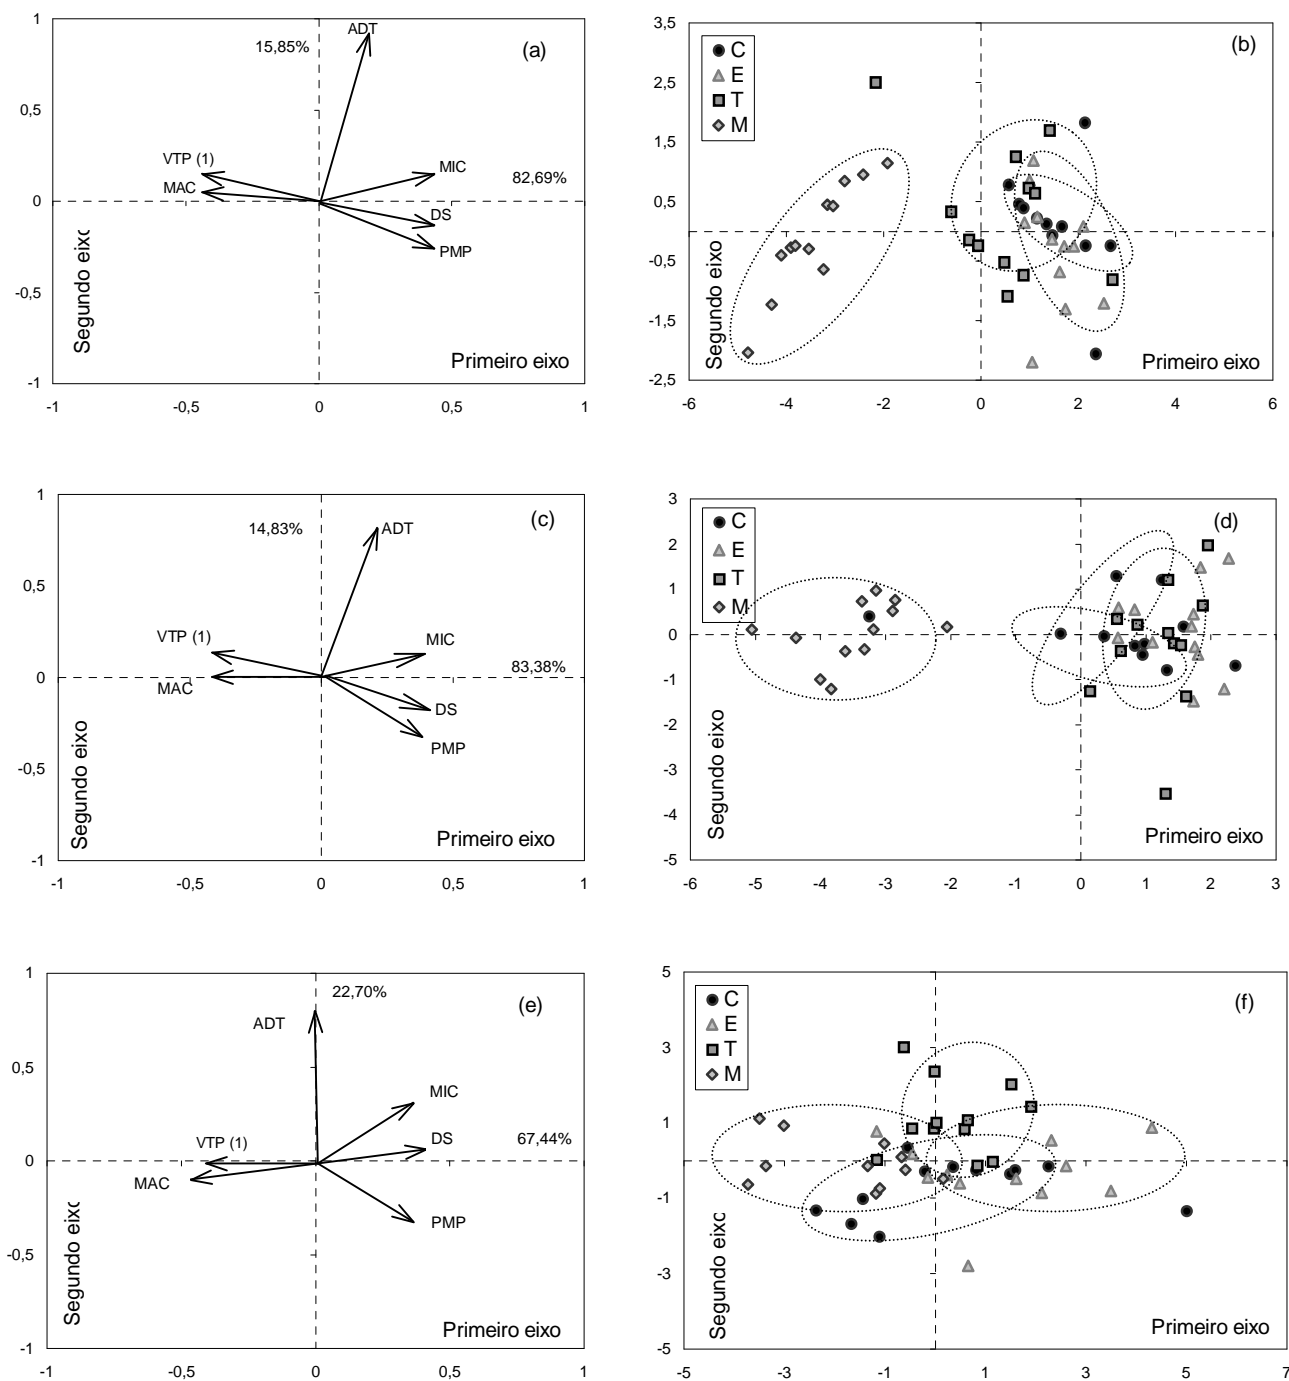 1
ADT
15,85%
(a)
0,5
VTP (1)
MIC
MAC
82,69%
0
DS
PMP
-0,5
Segundo eixo
Primeiro eixo
-1
-1
-0,5
0
0,5
1
3,5
C
E
T
M
(b)
2,5
1,5
0,5
-0,5
-1,5
Segundo eixo
Primeiro eixo
-2,5
-6
-4
-2
0
2
4
6
1
14,83%
ADT
(c)
0,5
VTP (1)
MIC
83,38%
0
MAC
DS
PMP
-0,5
Segundo eixo
Primeiro eixo
-1
-1
-0,5
0
0,5
1
3
C
E
T
M
(d)
2
1
0
-1
-2
-3
-4
Segundo eixo
Primeiro eixo
-5
-6
-5
-4
-3
-2
-1
0
1
2
3
1
22,70%
(e)
ADT
0,5
MIC
VTP (1)
DS
67,44%
0
MAC
PMP
-0,5
Segundo eixo
Primeiro eixo
-1
-1
-0,5
0
0,5
1
5
C
E
T
M
(f)
3
1
-1
-3
Segundo eixo
Primeiro eixo
-5
-5
-3
-1
1
3
5
7